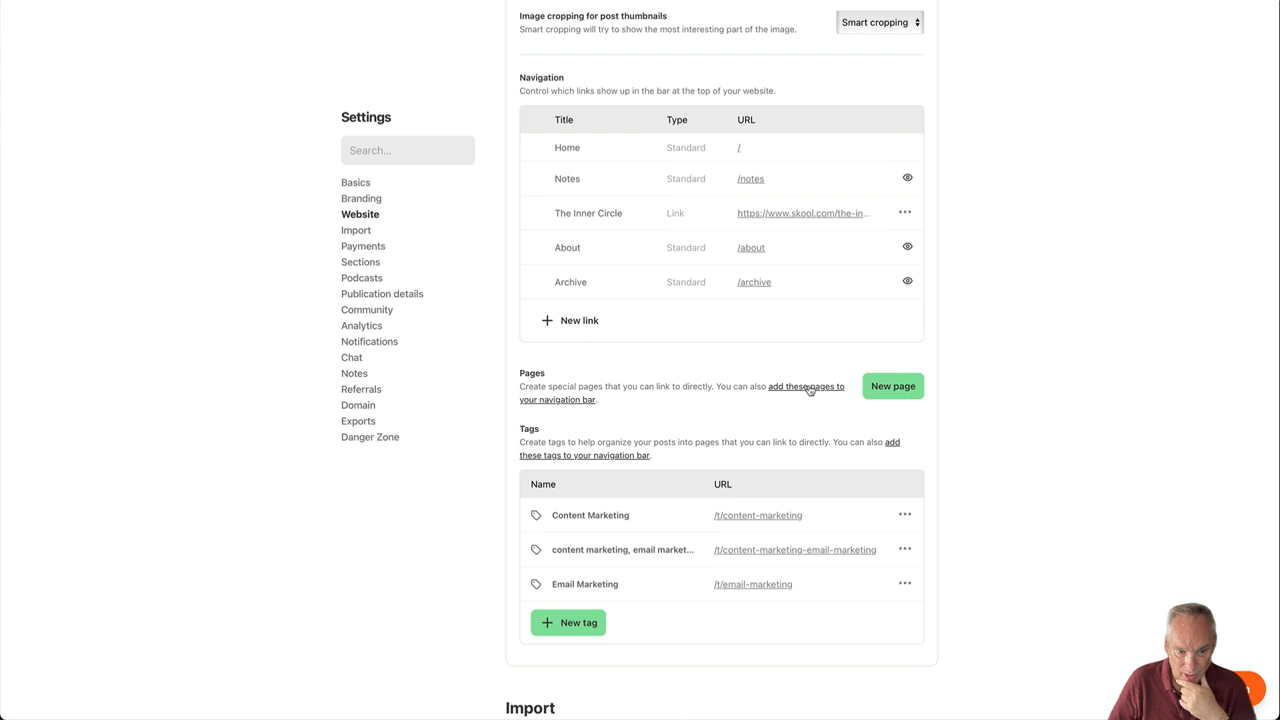 Image cropping for post thumbnails
Smart cropping will try to show the most interesting part of the image.
Smart cropping
Navigation
Control which links show up in the bar at the top of your website.
Settings
Search...
Basics
Branding
Website
Import
Payments
Sections
Podcasts
Publication details
Community
Analytics
Notifications
Chat
Notes
Referrals
Domain
Exports
Danger Zone
Title Type URL
Home Standard /
Notes Standard /notes
The Inner Circle Link https://www.skool.com/the-in...
About Standard /about
Archive Standard /archive
New link
Pages
Create special pages that you can link to directly. You can also add these pages to
your navigation bar.
New page
Tags
Create tags to help organize your posts into pages that you can link to directly. You can also add
these tags to your navigation bar.
Name URL
Content Marketing /t/content-marketing
content marketing, email market... /t/content-marketing-email-marketing
Email Marketing /t/email-marketing
New tag
Import